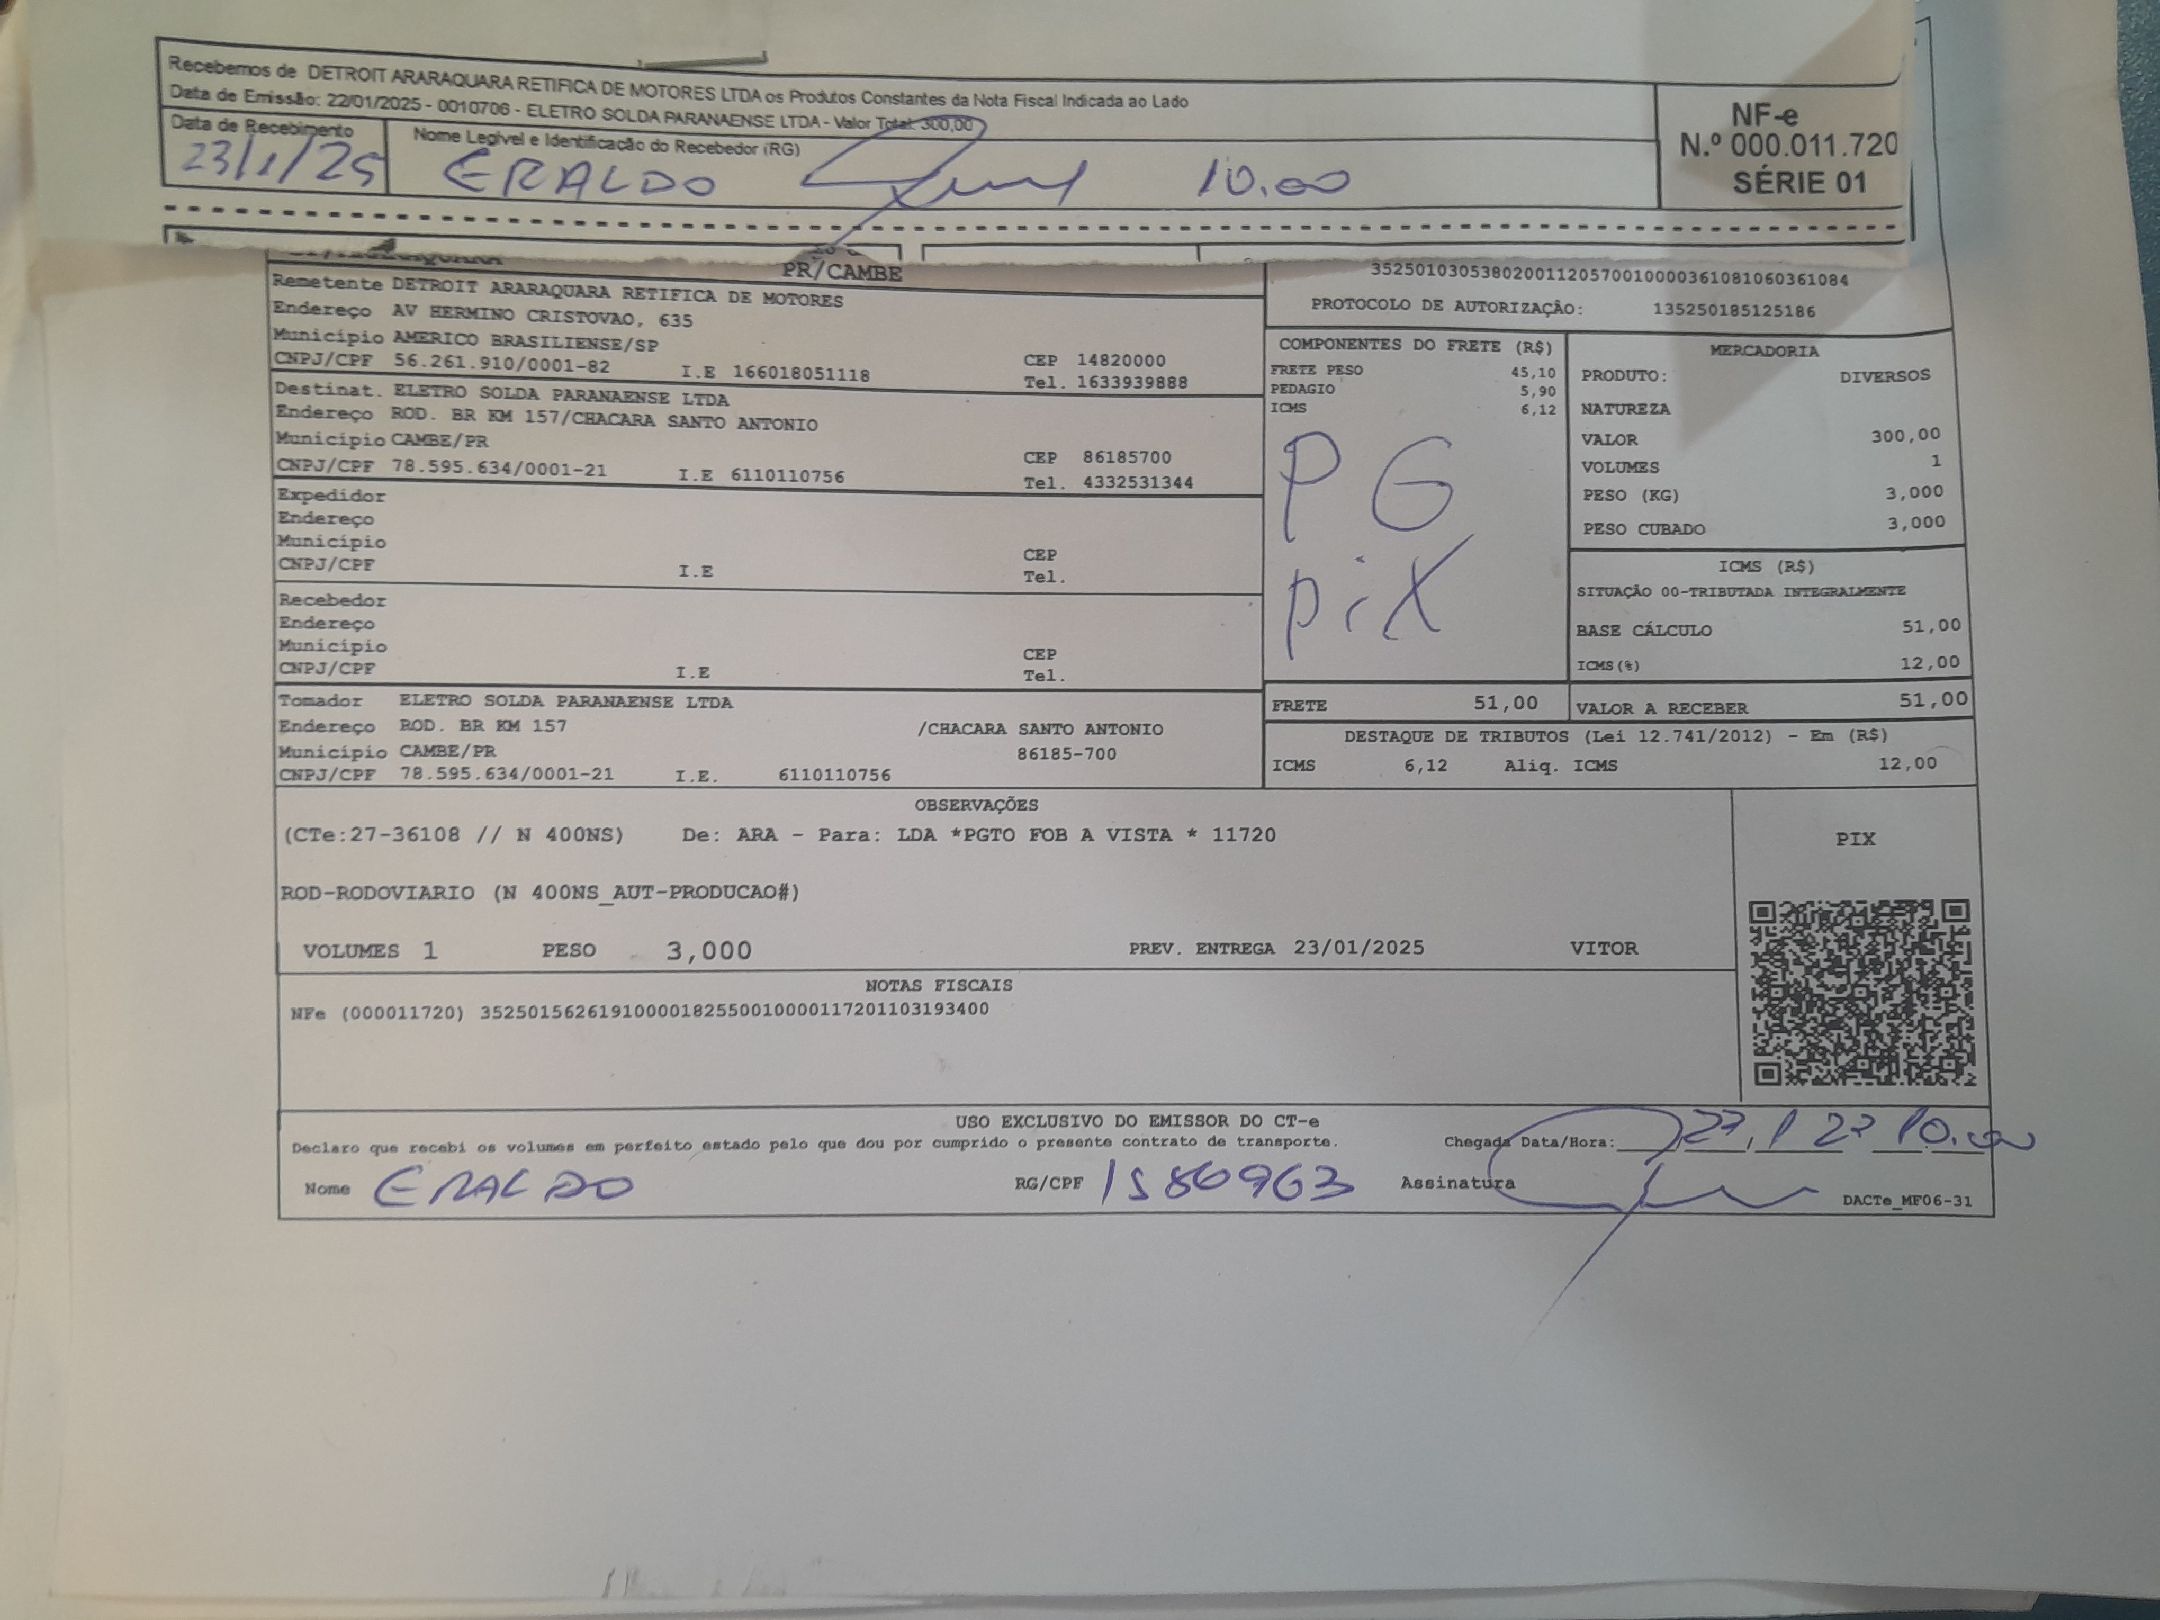 Recebemos de DETROIT ARARAQUARA RETIFICA DE MOTORES LTDA os Produtos Constantes da Nota Fiscal Indicada ao Lado
Data de Emissão: 22/01/2025 - 0010706 - ELETRO SOLDA PARANAENSE LTDA - Valor Total: 300,00
NF-e
N.º 000.011.720
SÉRIE 01
Data de Recebimento
Nome Legível e Identificação do Recebedor (RG)
23/1/25 ERALDO 10.00
PR/CAMBE
35250103053802001120570010000361081060361084
PROTOCOLO DE AUTORIZAÇÃO: 135250185125186
Remetente DETROIT ARARAQUARA RETIFICA DE MOTORES
Endereço AV HERMINO CRISTOVAO, 635
Município AMERICO BRASILIENSE/SP
CNPJ/CPF 56.261.910/0001-82 I.E 166018051118
CEP 14820000
Tel. 1633939888
Destinat. ELETRO SOLDA PARANAENSE LTDA
Endereço ROD. BR KM 157/CHACARA SANTO ANTONIO
Município CAMBE/PR
CNPJ/CPF 78.595.634/0001-21 I.E 6110110756
CEP 86185700
Tel. 4332531344
Expedidor
Endereço
Município
CNPJ/CPF I.E
CEP
Tel.
Recebedor
Endereço
Município
CNPJ/CPF I.E
CEP
Tel.
Tomador ELETRO SOLDA PARANAENSE LTDA
Endereço ROD. BR KM 157 /CHACARA SANTO ANTONIO
Município CAMBE/PR 86185-700
CNPJ/CPF 78.595.634/0001-21 I.E. 6110110756
COMPONENTES DO FRETE (R$)
FRETE PESO 45,10
PEDAGIO 5,90
ICMS 6,12
PG
PiX
FRETE 51,00
MERCADORIA
PRODUTO: DIVERSOS
NATUREZA
VALOR 300,00
VOLUMES 1
PESO (KG) 3,000
PESO CUBADO 3,000
ICMS (R$)
SITUAÇÃO 00-TRIBUTADA INTEGRALMENTE
BASE CÁLCULO 51,00
ICMS(%) 12,00
VALOR A RECEBER 51,00
DESTAQUE DE TRIBUTOS (Lei 12.741/2012) - Em (R$)
ICMS 6,12 Aliq. ICMS 12,00
OBSERVAÇÕES
(CTe:27-36108 // N 400NS) De: ARA - Para: LDA *PGTO FOB A VISTA * 11720
ROD-RODOVIARIO (N 400NS_AUT-PRODUCAO#)
VOLUMES 1 PESO 3,000 PREV. ENTREGA 23/01/2025 VITOR
PIX
NOTAS FISCAIS
NFe (000011720) 35250156261910000182550010000117201103193400
USO EXCLUSIVO DO EMISSOR DO CT-e
Declaro que recebi os volumes em perfeito estado pelo que dou por cumprido o presente contrato de transporte.
Chegada Data/Hora: 10.00
Nome ERALDO RG/CPF 15860963 Assinatura
DACTe_MF06-31